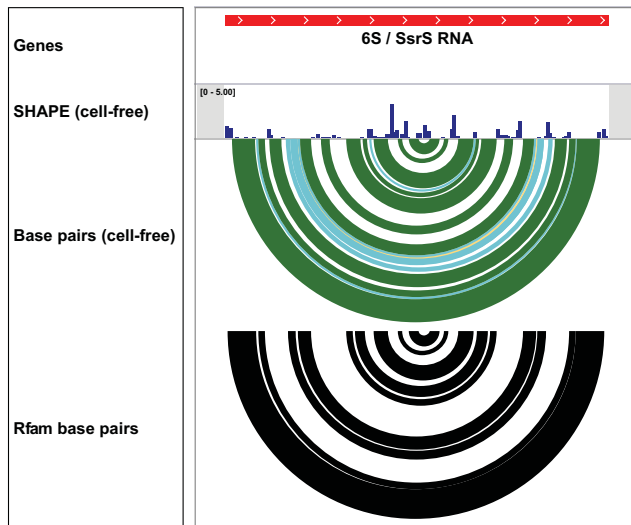 Genes
6S / SsrS RNA
SHAPE (cell-free)
[0 - 5.00]
Base pairs (cell-free)
Rfam base pairs